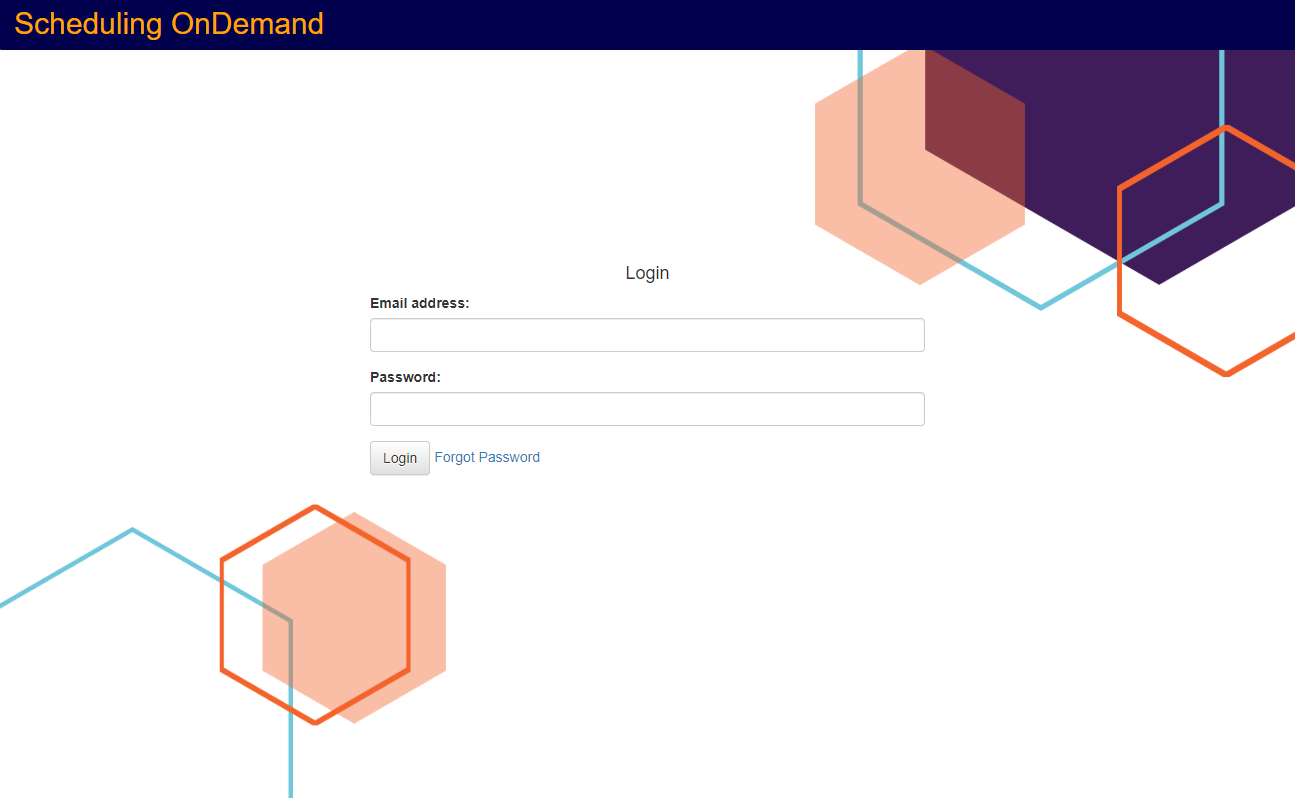 Scheduling OnDemand
Login
Email address:
Password:
Login Forgot Password